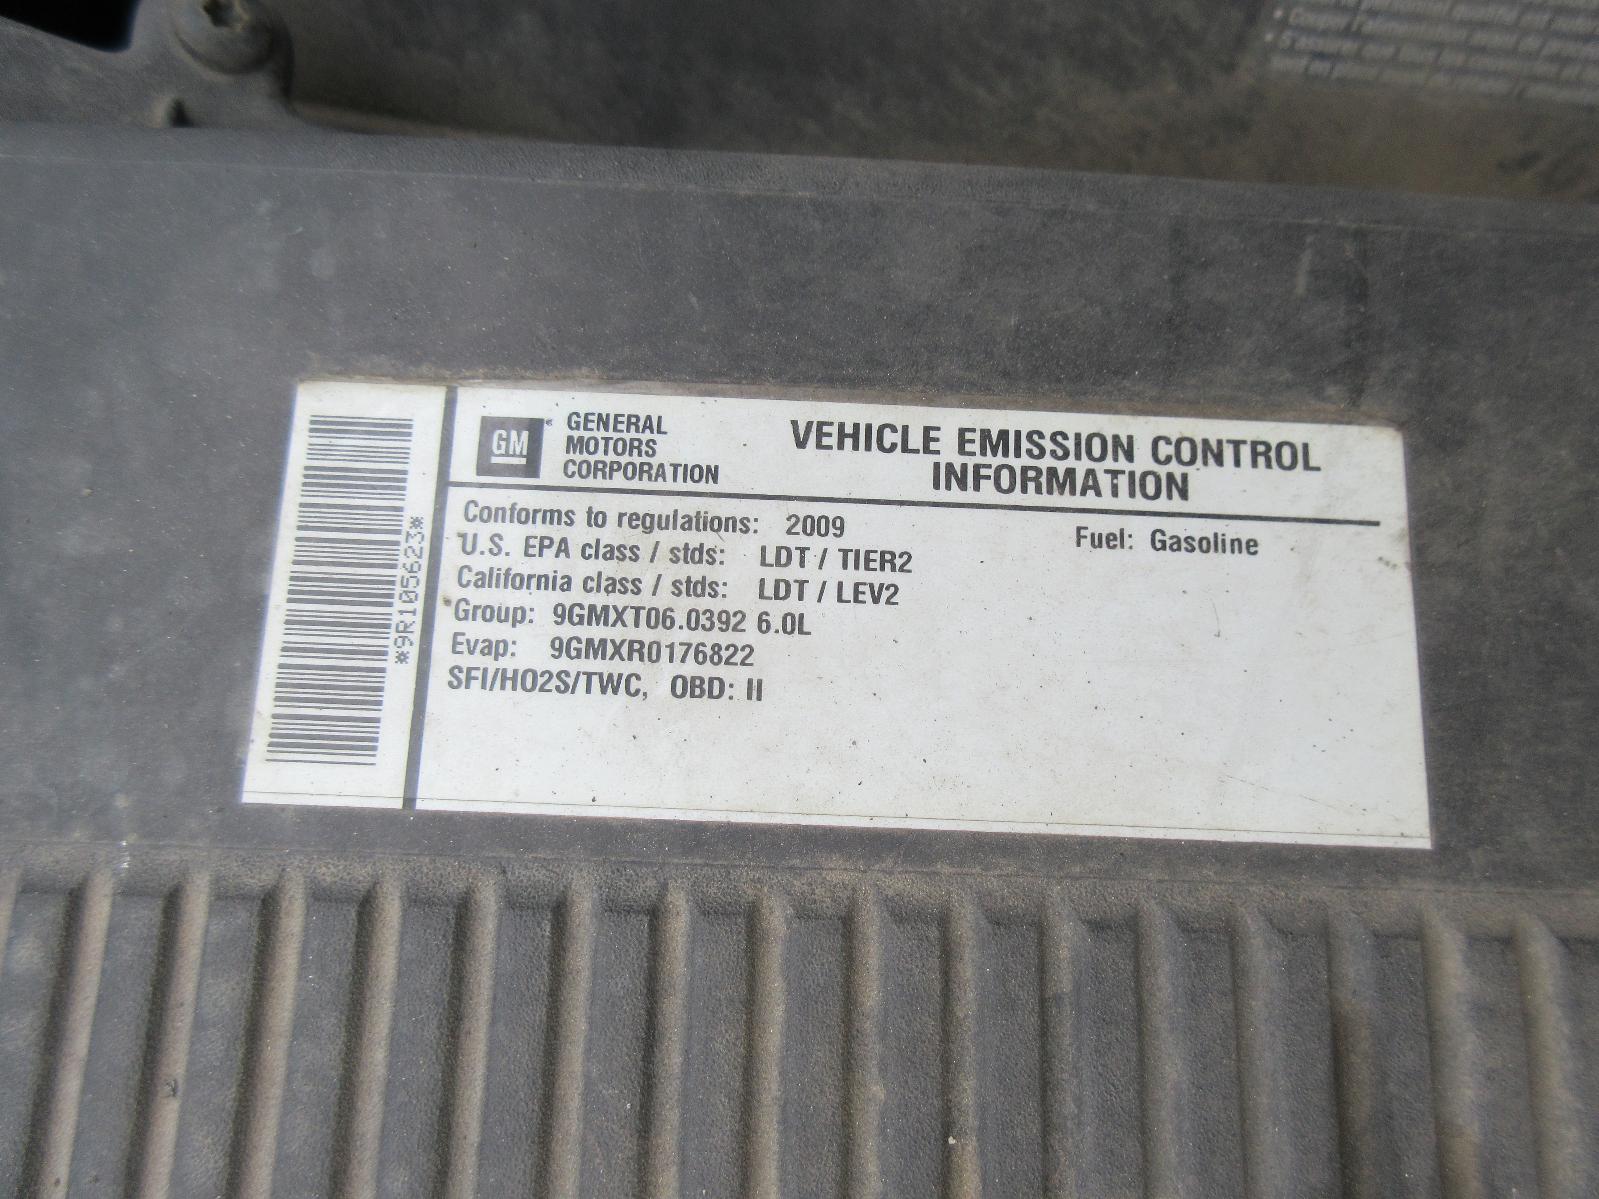 GM
GENERAL
MOTORS
CORPORATION
VEHICLE EMISSION CONTROL
INFORMATION
Conforms to regulations: 2009
Fuel: Gasoline
U.S. EPA class / stds: LDT / TIER2
California class / stds: LDT / LEV2
Group: 9GMXT06.0392 6.0L
Evap: 9GMXR0176822
SFI/HO2S/TWC, OBD: II
*9R105623*